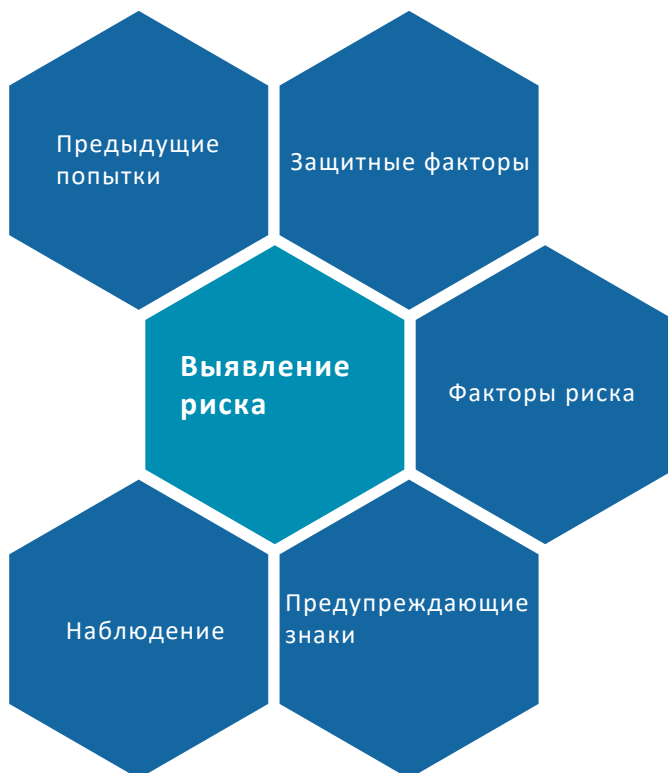 Предыдущие
попытки
Защитные факторы
Выявление
риска
Факторы риска
Наблюдение
Предупреждающие
знаки